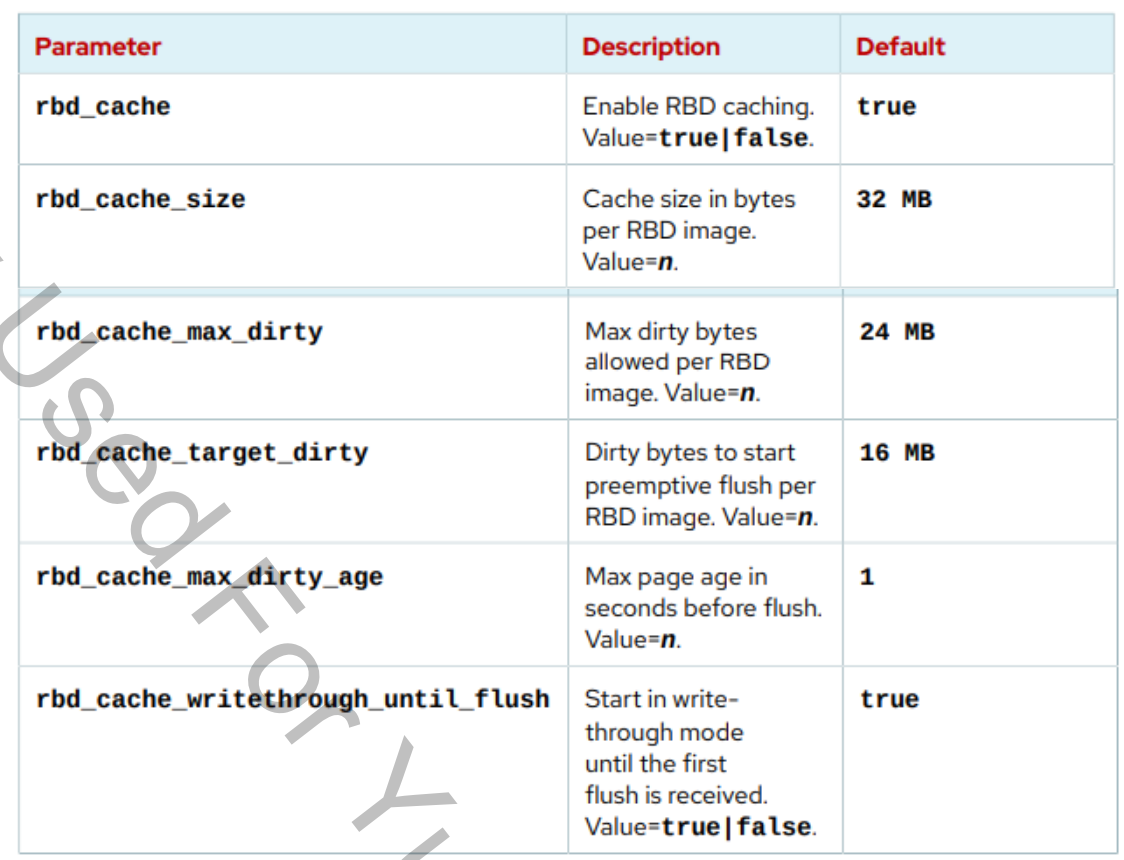 Parameter Description Default
rbd_cache Enable RBD caching. true
Value=true|false.
rbd_cache_size Cache size in bytes 32 MB
per RBD image.
Value=n.
rbd_cache_max_dirty Max dirty bytes 24 MB
allowed per RBD
image. Value=n.
rbd_cache_target_dirty Dirty bytes to start 16 MB
preemptive flush per
RBD image. Value=n.
rbd_cache_max_dirty_age Max page age in 1
seconds before flush.
Value=n.
rbd_cache_writethrough_until_flush Start in write- true
through mode
until the first
flush is received.
Value=true|false.
Used For